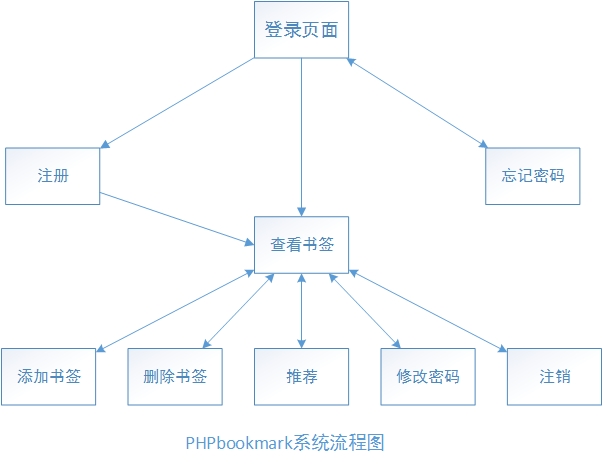 登录页面
注册
忘记密码
查看书签
添加书签
删除书签
推荐
修改密码
注销
PHPbookmark系统流程图